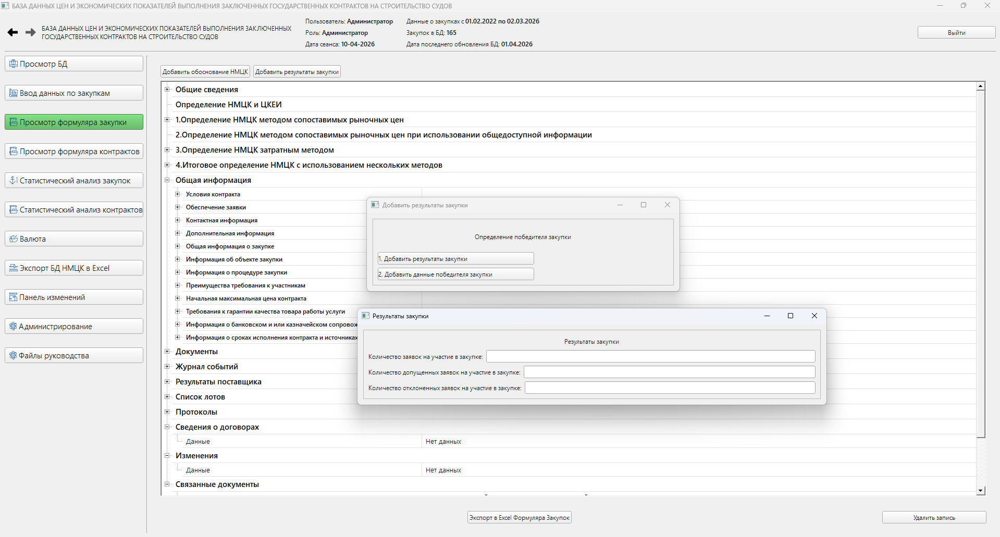 БАЗА ДАННЫХ ЦЕН И ЭКОНОМИЧЕСКИХ ПОКАЗАТЕЛЕЙ ВЫПОЛНЕНИЯ ЗАКЛЮЧЕННЫХ ГОСУДАРСТВЕННЫХ КОНТРАКТОВ НА СТРОИТЕЛЬСТВО СУДОВ
БАЗА ДАННЫХ ЦЕН И ЭКОНОМИЧЕСКИХ ПОКАЗАТЕЛЕЙ ВЫПОЛНЕНИЯ ЗАКЛЮЧЕННЫХ
ГОСУДАРСТВЕННЫХ КОНТРАКТОВ НА СТРОИТЕЛЬСТВО СУДОВ
Пользователь: Администратор
Роль: Администратор
Дата сеанса: 10-04-2026
Данные о закупках с 01.02.2022 по 02.03.2026
Закупок в БД: 165
Дата последнего обновления БД: 01.04.2026
Выйти
Просмотр БД
Ввод данных по закупкам
Просмотр формуляра закупки
Просмотр формуляра контрактов
Статистический анализ закупок
Статистический анализ контрактов
Валюта
Экспорт БД НМЦК в Excel
Панель изменений
Администрирование
Файлы руководства
Добавить обоснование НМЦК
Добавить результаты закупки
Общие сведения
Определение НМЦК и ЦКЕИ
1.Определение НМЦК методом сопоставимых рыночных цен
2.Определение НМЦК методом сопоставимых рыночных цен при использовании общедоступной информации
3.Определение НМЦК затратным методом
4.Итоговое определение НМЦК с использованием нескольких методов
Общая информация
Условия контракта
Обеспечение заявки
Контактная информация
Дополнительная информация
Общая информация о закупке
Информация об объекте закупки
Информация о процедуре закупки
Преимущества требования к участникам
Начальная максимальная цена контракта
Требования к гарантии качества товара работы услуги
Информация о банковском и или казначейском сопровож
Информация о сроках исполнения контракта и источниках
Документы
Журнал событий
Результаты поставщика
Список лотов
Протоколы
Сведения о договорах
Данные Нет данных
Изменения
Данные Нет данных
Связанные документы
Добавить результаты закупки
Определение победителя закупки
1. Добавить результаты закупки
2. Добавить данные победителя закупки
Результаты закупки
Результаты закупки
Количество заявок на участие в закупке:
Количество допущенных заявок на участие в закупке:
Количество отклоненных заявок на участие в закупке:
Экспорт в Excel Формуляра Закупок
Удалить запись